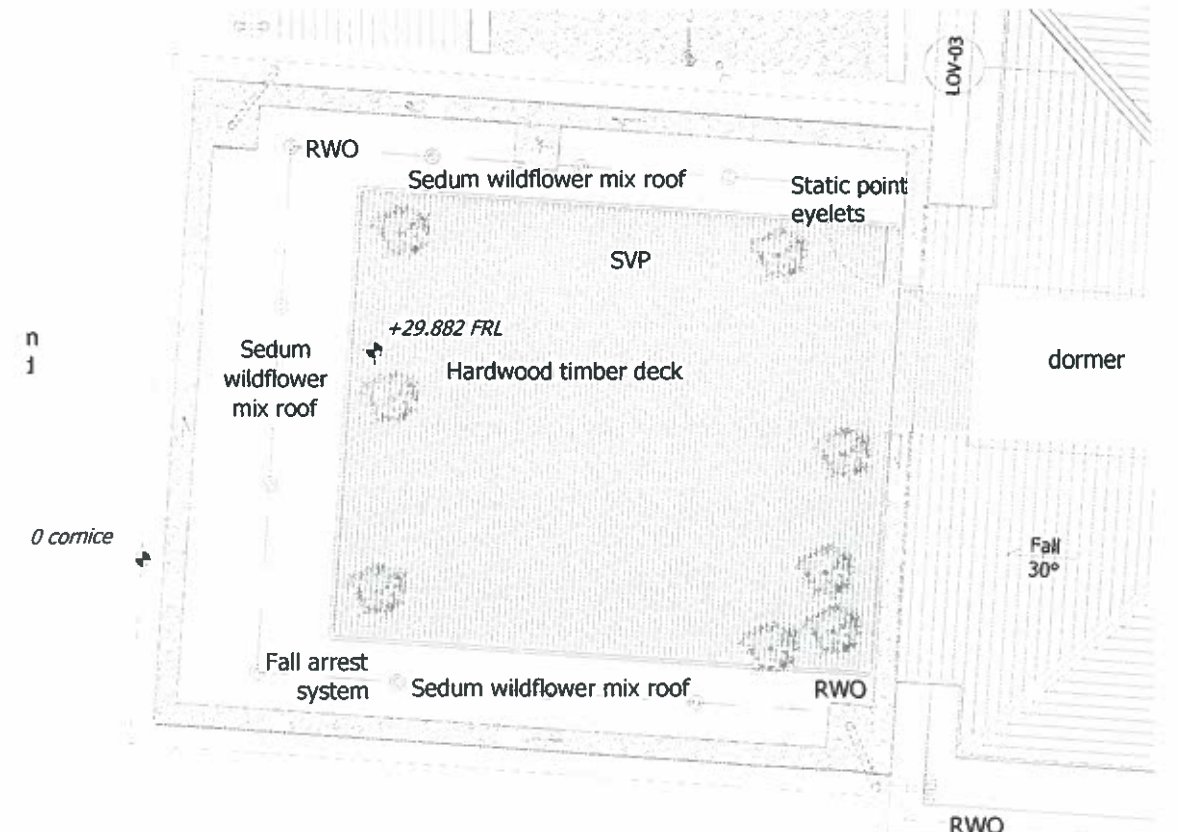 LOV-03
RWO
Sedum wildflower mix roof
Static point
eyelets
SVP
+29.882 FRL
n
1
Sedum
wildflower
mix roof
Hardwood timber deck
dormer
0 cornice
Fall
30°
Fall arrest
system
Sedum wildflower mix roof
RWO
RWO